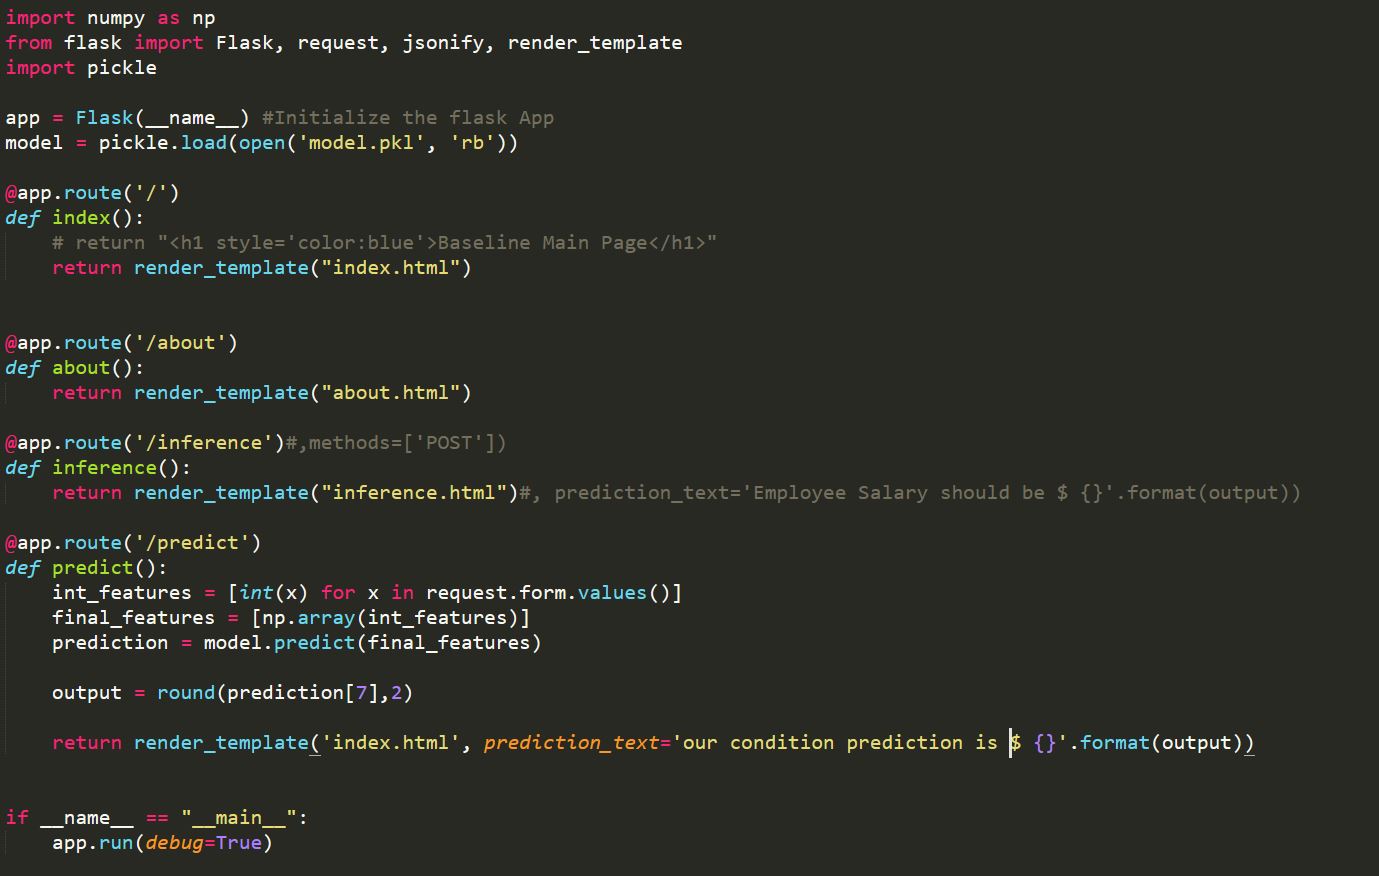 import numpy as np
from flask import Flask, request, jsonify, render_template
import pickle

app = Flask(__name__) #Initialize the flask App
model = pickle.load(open('model.pkl', 'rb'))

@app.route('/')
def index():
    # return "<h1 style='color:blue'>Baseline Main Page</h1>"
    return render_template("index.html")


@app.route('/about')
def about():
    return render_template("about.html")

@app.route('/inference')#,methods=['POST'])
def inference():
    return render_template("inference.html")#, prediction_text='Employee Salary should be $ {}'.format(output))

@app.route('/predict')
def predict():
    int_features = [int(x) for x in request.form.values()]
    final_features = [np.array(int_features)]
    prediction = model.predict(final_features)

    output = round(prediction[7],2)

    return render_template('index.html', prediction_text='our condition prediction is $ {}'.format(output))


if __name__ == "__main__":
    app.run(debug=True)